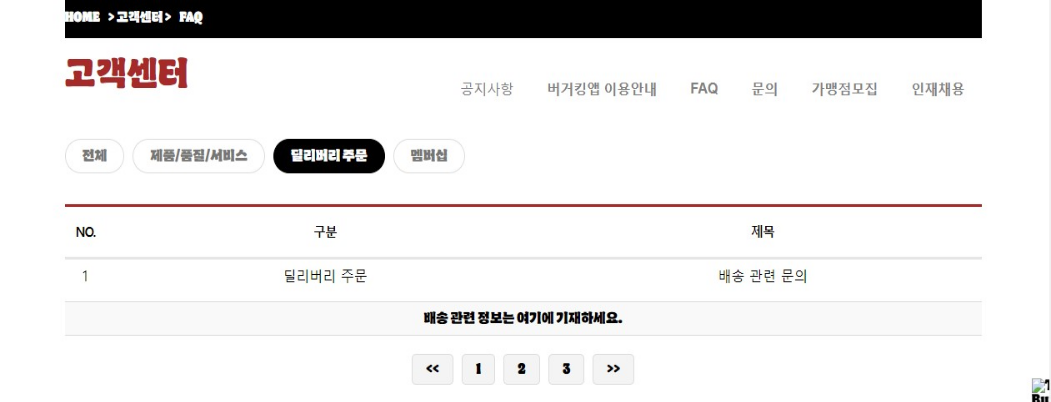 HOME > 고객센터 > FAQ
고객센터
공지사항 버거킹앱 이용안내 FAQ 문의 가맹점모집 인재채용
전체 제품/품질/서비스 딜리버리 주문 멤버십
NO. 구분 제목
1 딜리버리 주문 배송 관련 문의
배송 관련 정보는 여기에 기재하세요.
<< 1 2 3 >>